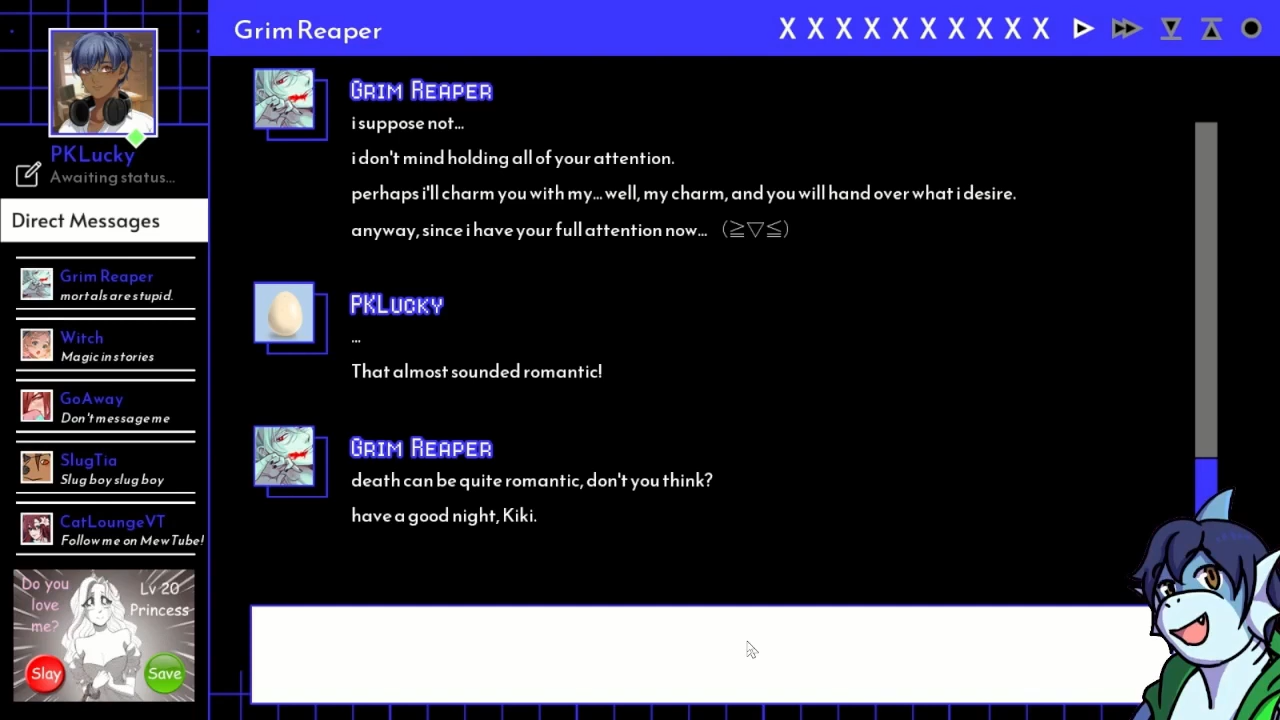 Grim Reaper
X X X X X X X X X X
PKLucky
Awaiting status...
Direct Messages
Grim Reaper
mortals are stupid.
Witch
Magic in stories
GoAway
Don't message me
SlugTia
Slug boy slug boy
CatLoungeVT
Follow me on MewTube!
Do you
love
me?
Lv 20
Princess
Slay
Save
Grim Reaper
i suppose not...
i don't mind holding all of your attention.
perhaps i'll charm you with my... well, my charm, and you will hand over what i desire.
anyway, since i have your full attention now... (≧▽≦)
PKLucky
...
That almost sounded romantic!
Grim Reaper
death can be quite romantic, don't you think?
have a good night, Kiki.